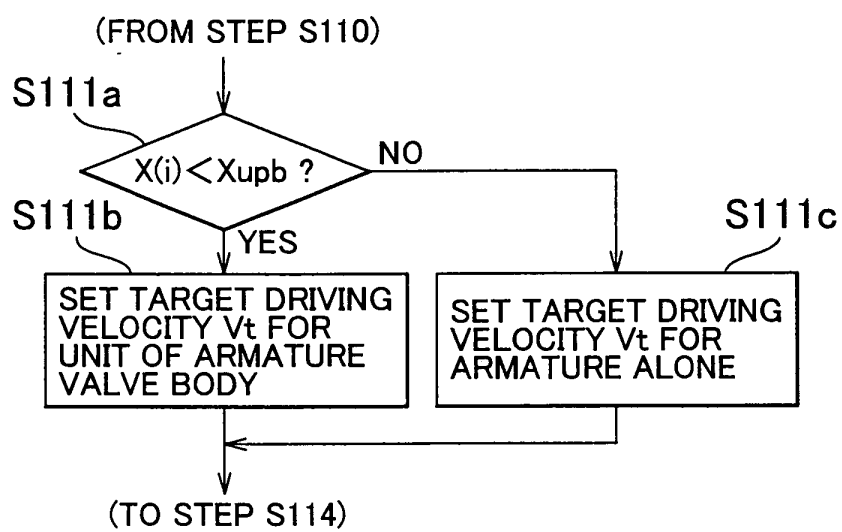 (FROM STEP S110)
S111a
X(i)<Xupb ?
NO
S111b
YES
S111c
SET TARGET DRIVING
VELOCITY Vt FOR
UNIT OF ARMATURE
VALVE BODY
SET TARGET DRIVING
VELOCITY Vt FOR
ARMATURE ALONE
(TO STEP S114)